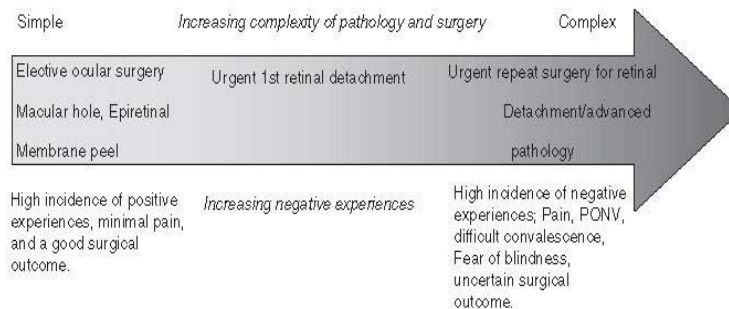 Simple
Increasing complexity of pathology and surgery
Complex
Elective ocular surgery
Macular hole, Epiretinal
Membrane peel
Urgent 1st retinal detachment
Urgent repeat surgery for retinal
Detachment/advanced
pathology
High incidence of positive
experiences, minimal pain,
and a good surgical
outcome.
Increasing negative experiences
High incidence of negative
experiences; Pain, PONV,
difficult convalescence,
Fear of blindness,
uncertain surgical
outcome.